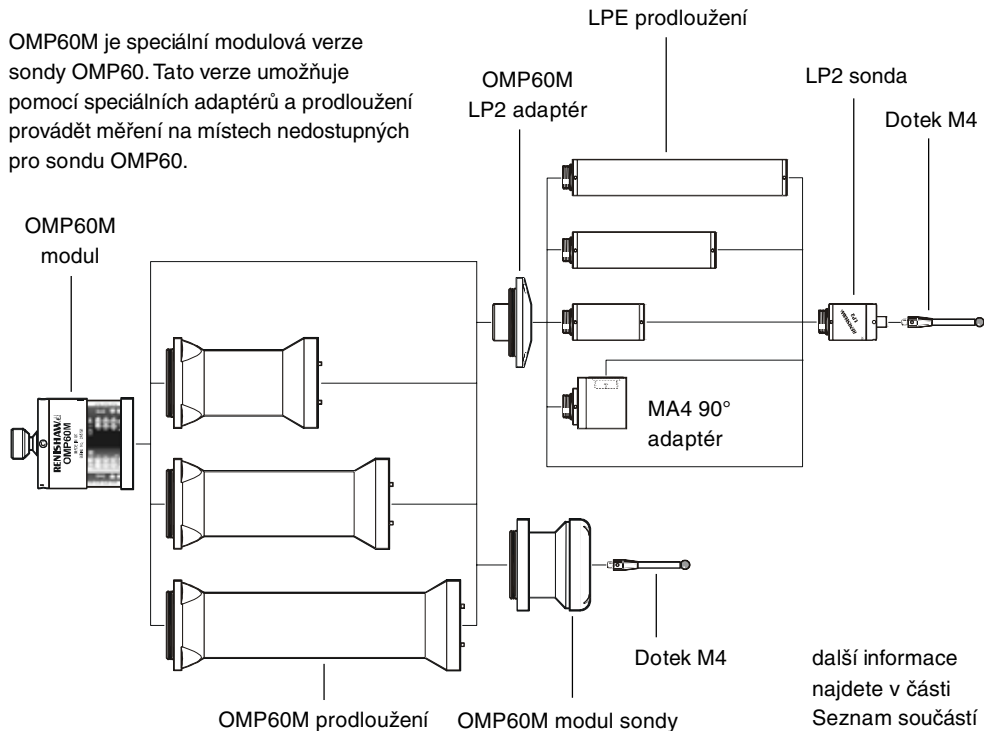 OMP60M je speciální modulová verze
sondy OMP60. Tato verze umožňuje
pomocí speciálních adaptérů a prodloužení
provádět měření na místech nedostupných
pro sondu OMP60.
LPE prodloužení
OMP60M
LP2 adaptér
LP2 sonda
Dotek M4
OMP60M
modul
RENISHAW
OMP60M
RENISHAW
LP2
MA4 90°
adaptér
Dotek M4
další informace
najdete v části
Seznam součástí
OMP60M prodloužení
OMP60M modul sondy